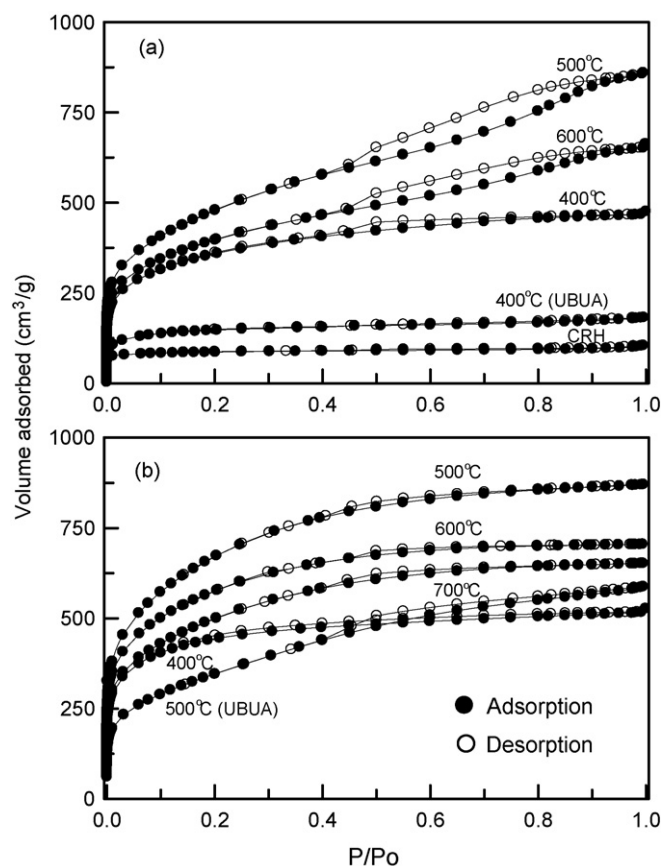 Volume adsorbed (cm³/g)
(a)
1000
750
500
250
0
500°C
600°C
400°C
400°C (UBUA)
CRH
0.0 0.2 0.4 0.6 0.8 1.0
(b)
1000
750
500
250
0
500°C
600°C
700°C
400°C
500°C (UBUA)
Adsorption
Desorption
0.0 0.2 0.4 0.6 0.8 1.0
P/Po